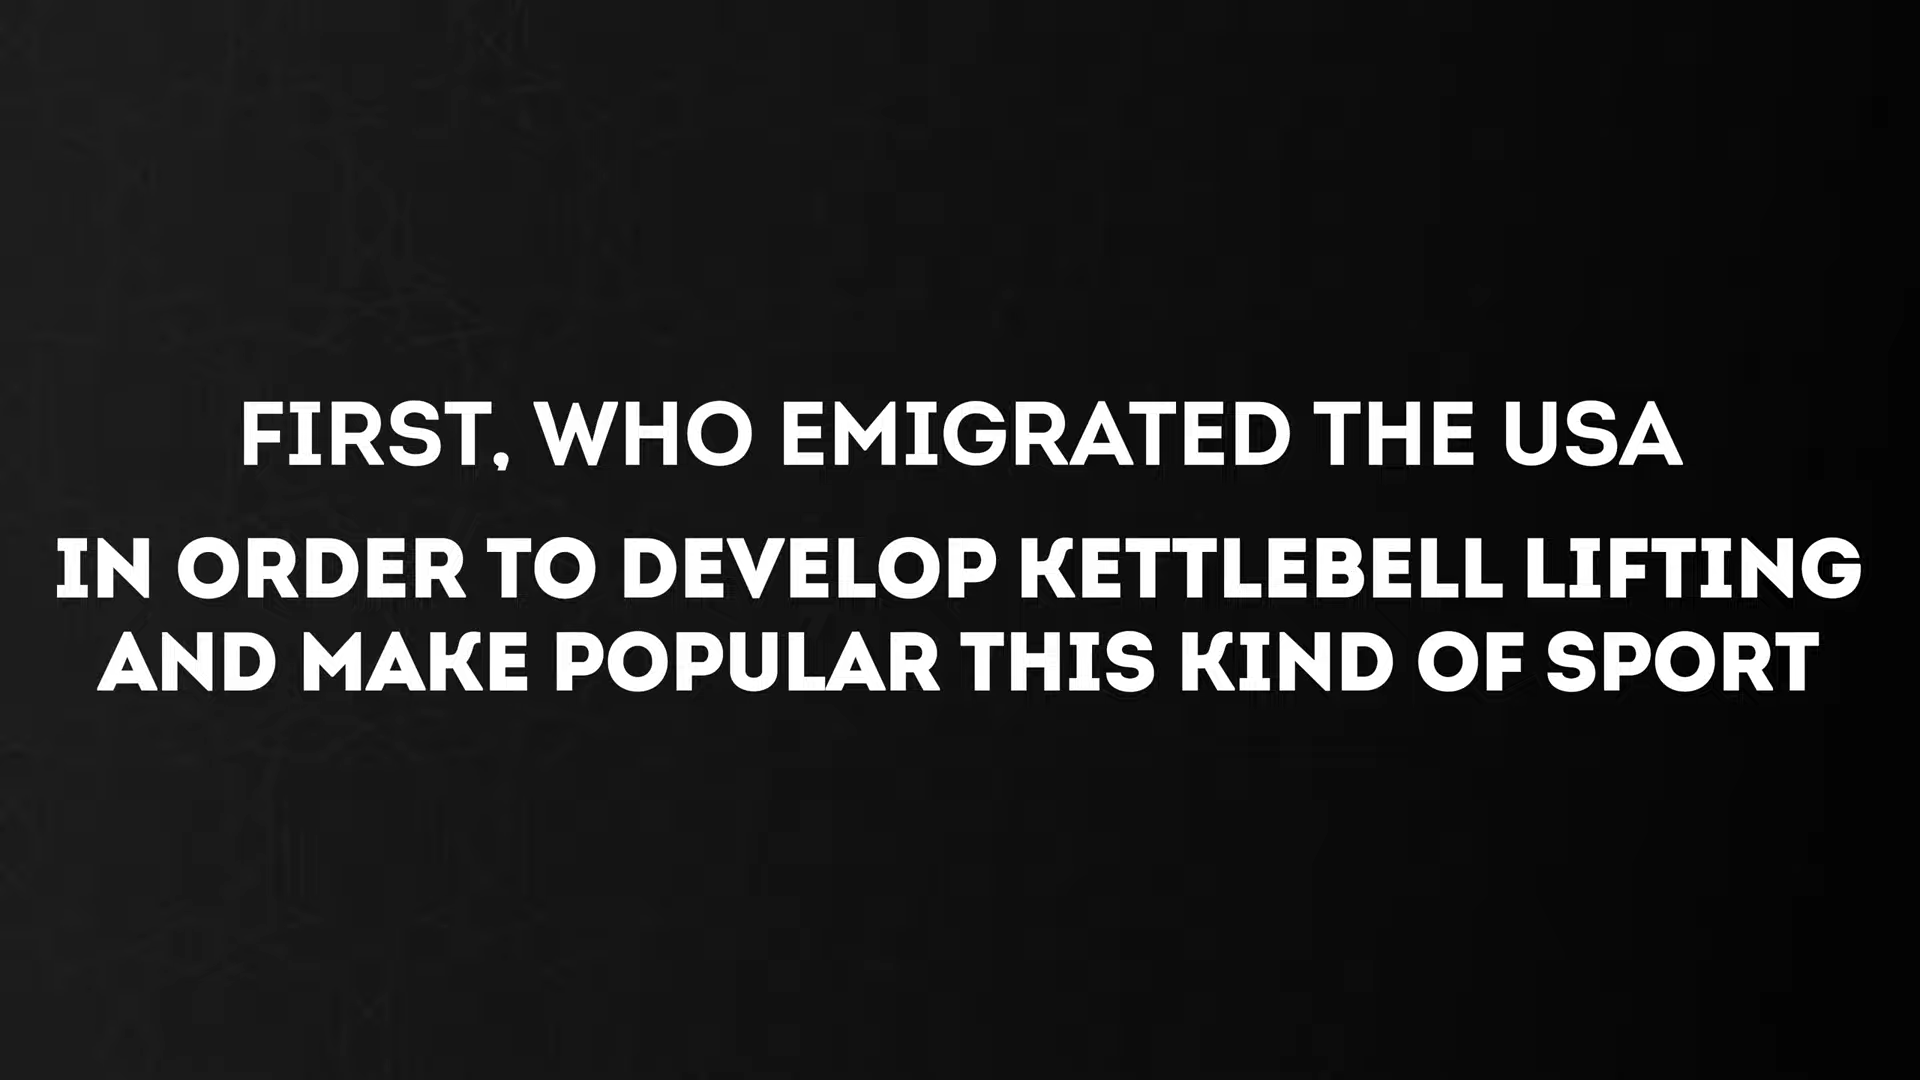 FIRST, WHO EMIGRATED THE USA
IN ORDER TO DEVELOP KETTLEBELL LIFTING
AND MAKE POPULAR THIS KIND OF SPORT